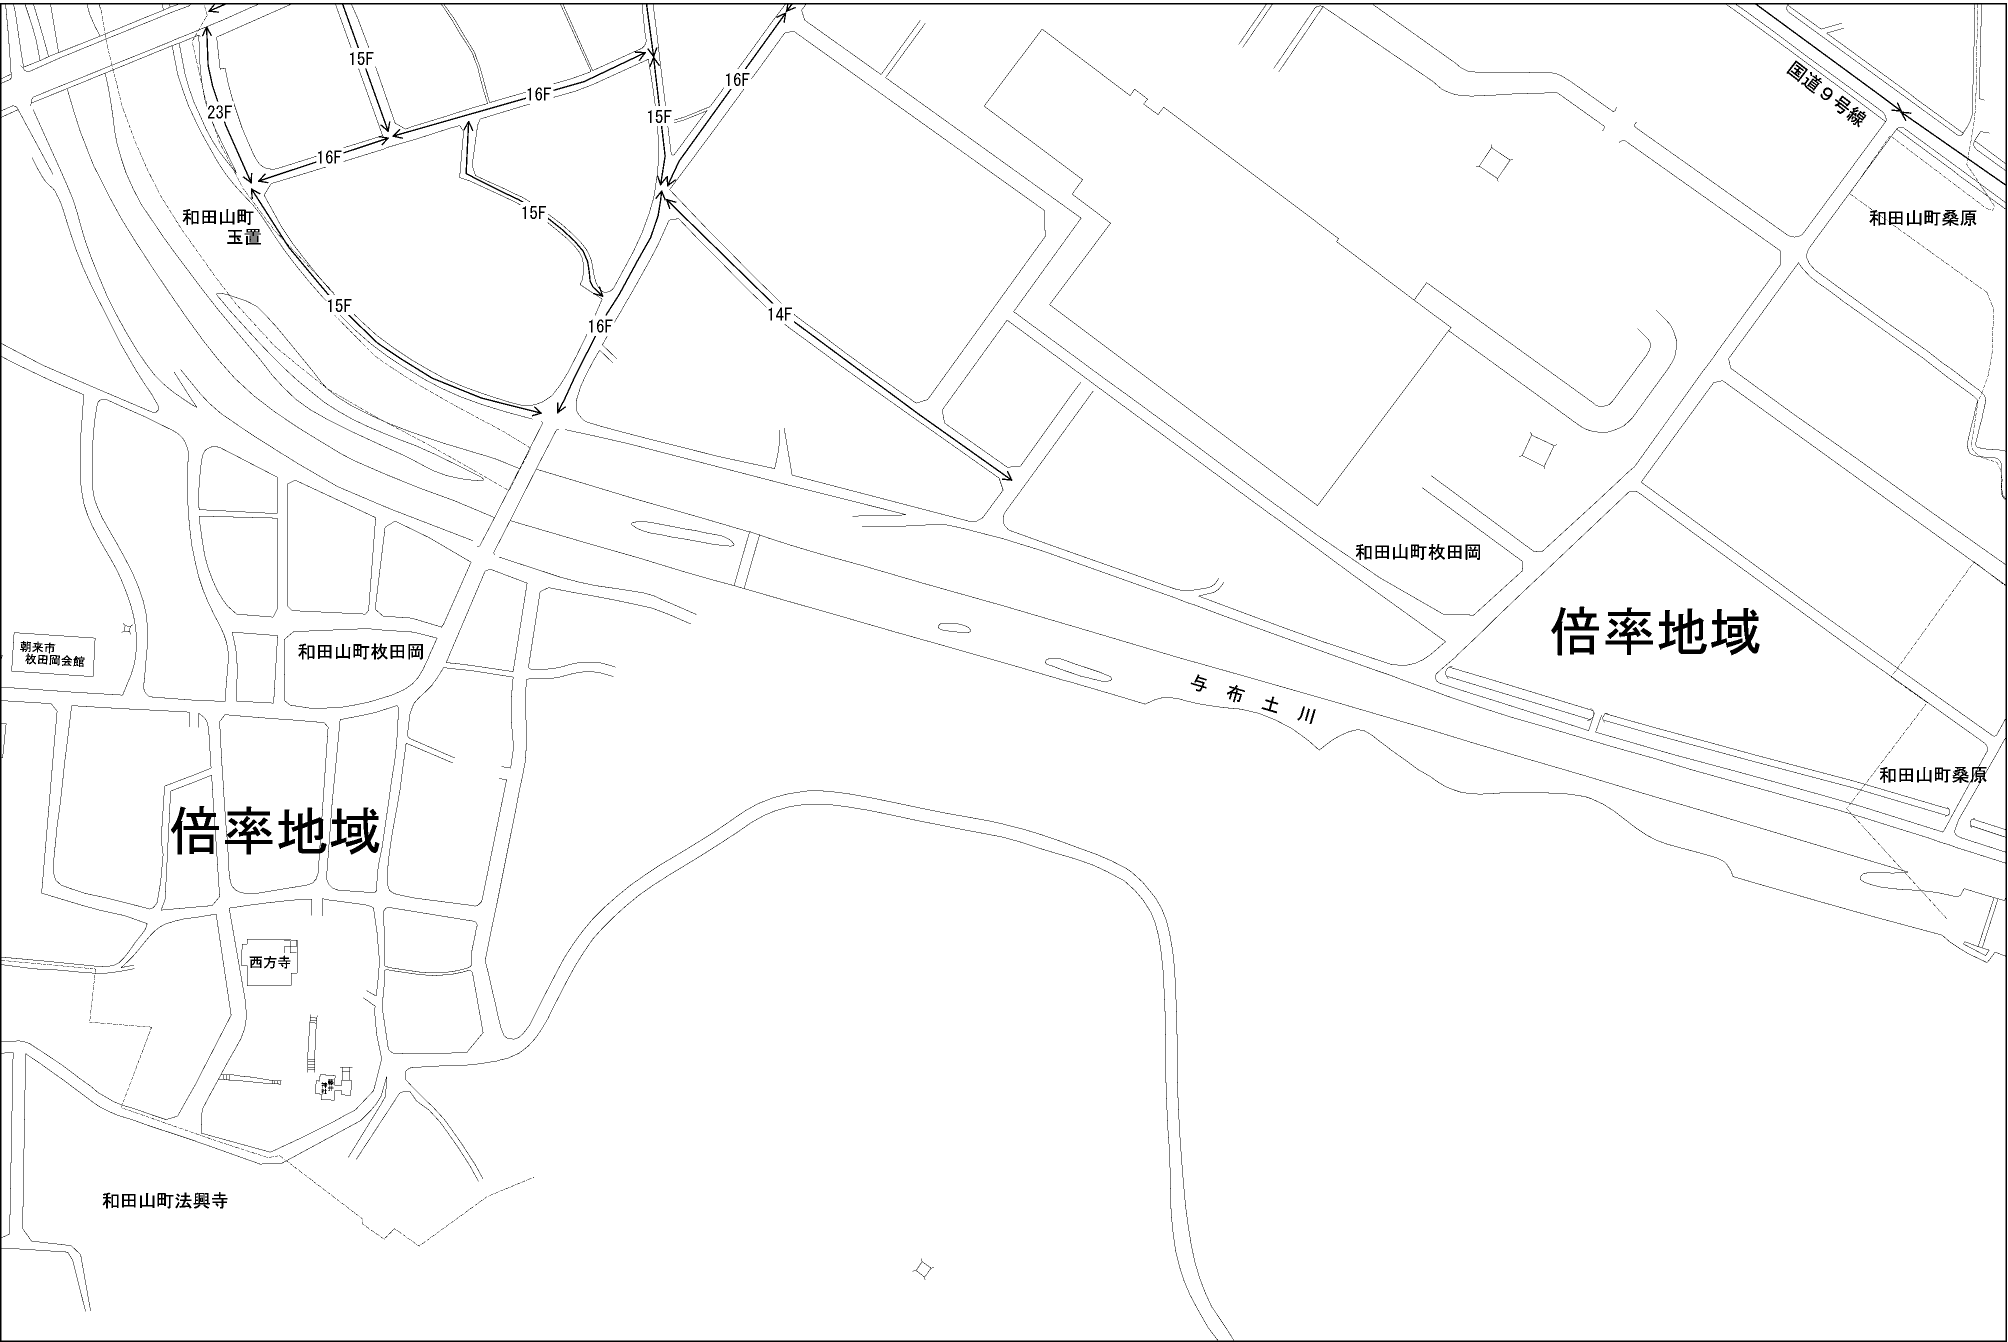 15F
16F
国道9号線
16F
23F
15F
16F
和田山町
玉置
15F
和田山町桑原
15F
14F
16F
和田山町枚田岡
倍率地域
朝来市
枚田岡会館
和田山町枚田岡
与布土川
和田山町桑原
倍率地域
西方寺
和田山町法興寺